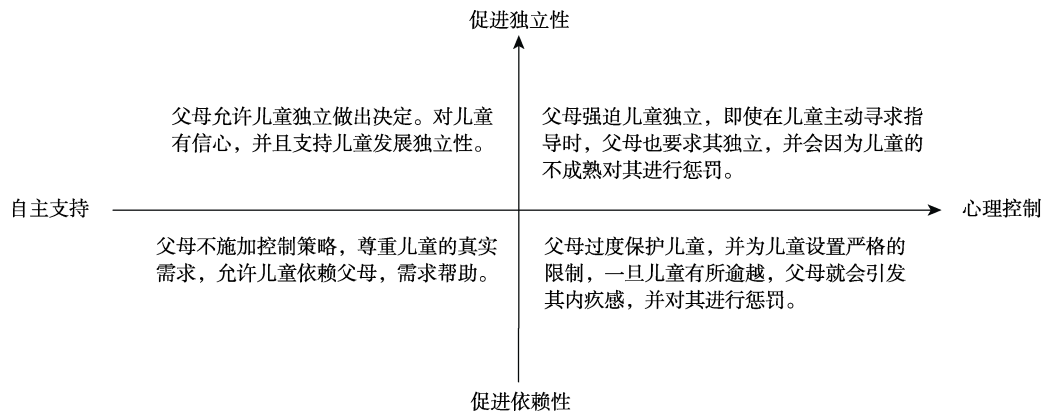 促进独立性
父母允许儿童独立做出决定。对儿童
有信心，并且支持儿童发展独立性。
父母强迫儿童独立，即使在儿童主动寻求指
导时，父母也要求其独立，并会因为儿童的
不成熟对其进行惩罚。
自主支持
心理控制
父母不施加控制策略，尊重儿童的真实
需求，允许儿童依赖父母，需求帮助。
父母过度保护儿童，并为儿童设置严格的
限制，一旦儿童有所逾越，父母就会引发
其内疚感，并对其进行惩罚。
促进依赖性